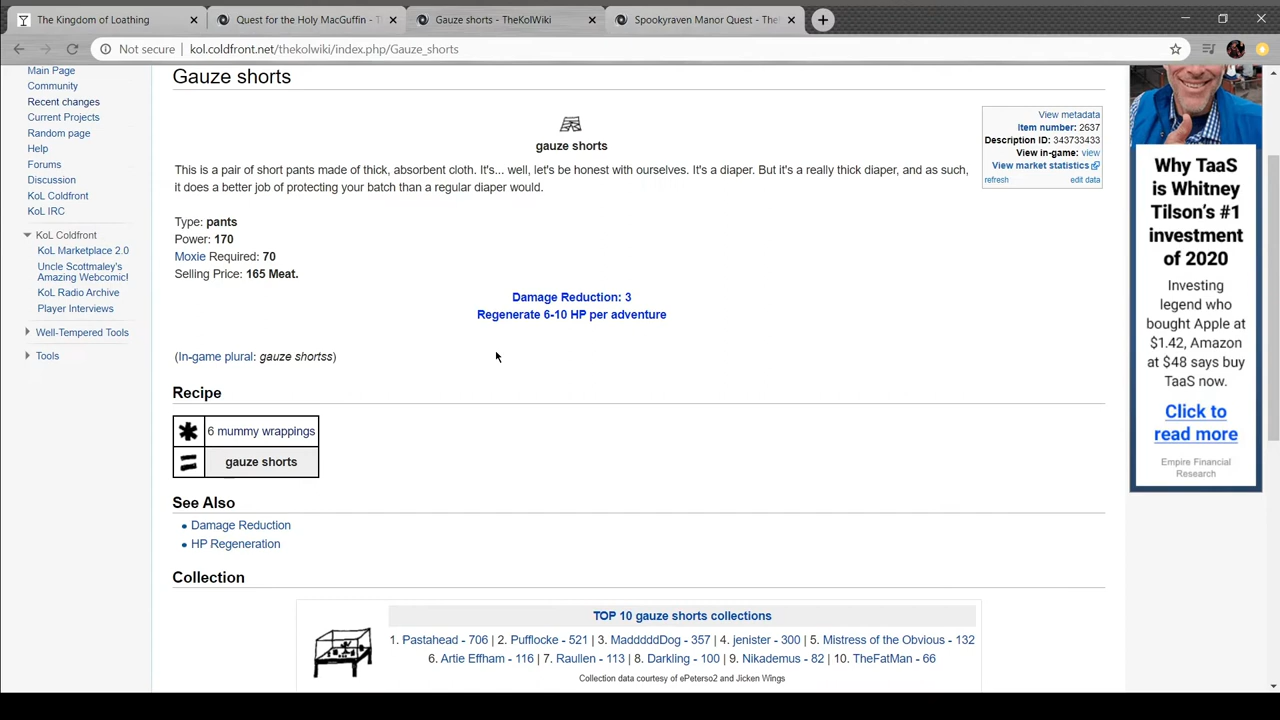 The Kingdom of Loathing
Quest for the Holy MacGuffin - T
Gauze shorts - TheKolWiki
Spookyraven Manor Quest - The
Not secure | kol.coldfront.net/thekolwiki/index.php/Gauze_shorts
Main Page
Community
Recent changes
Current Projects
Random page
Help
Forums
Discussion
KoL Coldfront
KoL IRC
KoL Coldfront
KoL Marketplace 2.0
Uncle Scottmaley's
Amazing Webcomic!
KoL Radio Archive
Player Interviews
Well-Tempered Tools
Tools
Gauze shorts
View metadata
Item number: 2637
Description ID: 343733433
View in-game: view
View market statistics
refresh edit data
gauze shorts
This is a pair of short pants made of thick, absorbent cloth. It's... well, let's be honest with ourselves. It's a diaper. But it's a really thick diaper, and as such,
it does a better job of protecting your batch than a regular diaper would.
Type: pants
Power: 170
Moxie Required: 70
Selling Price: 165 Meat.
Damage Reduction: 3
Regenerate 6-10 HP per adventure
(In-game plural: gauze shortss)
Recipe
6 mummy wrappings
gauze shorts
See Also
Damage Reduction
HP Regeneration
Collection
TOP 10 gauze shorts collections
1. Pastahead - 706 | 2. Pufflocke - 521 | 3. MadddddDog - 357 | 4. jenister - 300 | 5. Mistress of the Obvious - 132
6. Artie Effham - 116 | 7. Raullen - 113 | 8. Darkling - 100 | 9. Nikademus - 82 | 10. TheFatMan - 66
Collection data courtesy of ePeterso2 and Jicken Wings
Why TaaS
is Whitney
Tilson's #1
investment
of 2020
Investing
legend who
bought Apple at
$1.42, Amazon
at $48 says buy
TaaS now.
Click to
read more
Empire Financial
Research